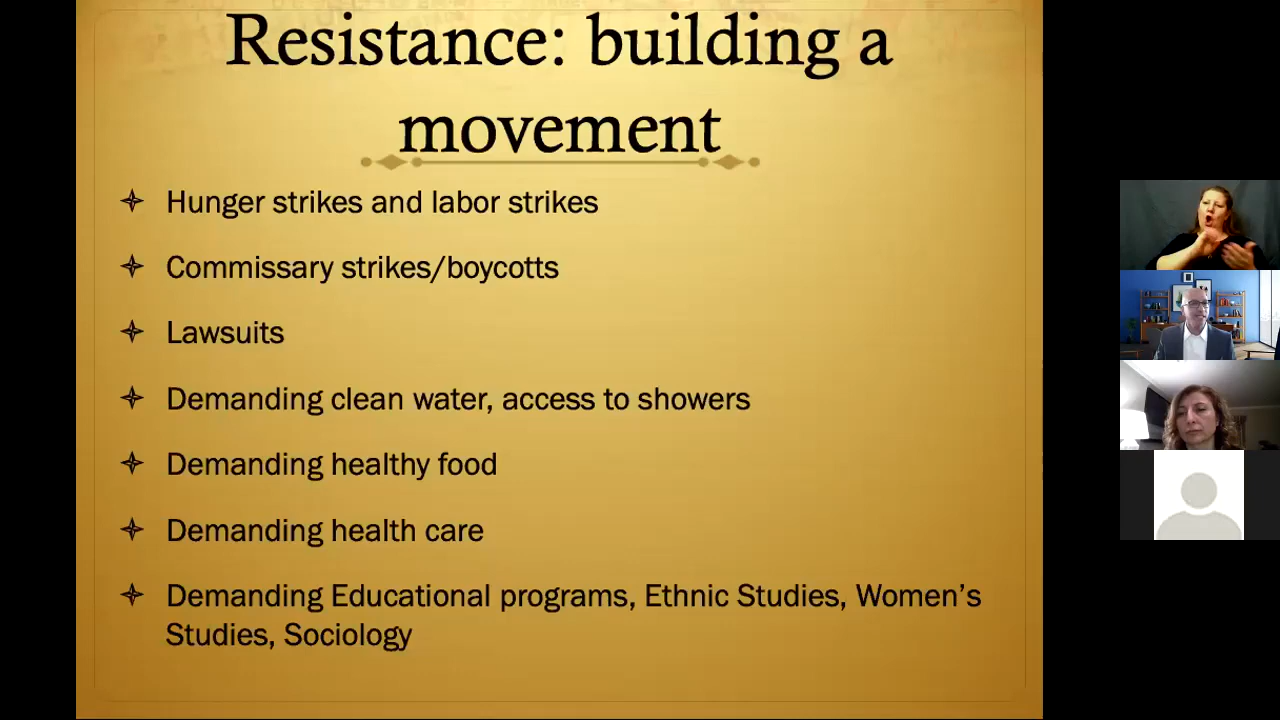 Resistance: building a
movement
Hunger strikes and labor strikes
Commissary strikes/boycotts
Lawsuits
Demanding clean water, access to showers
Demanding healthy food
Demanding health care
Demanding Educational programs, Ethnic Studies, Women’s
Studies, Sociology